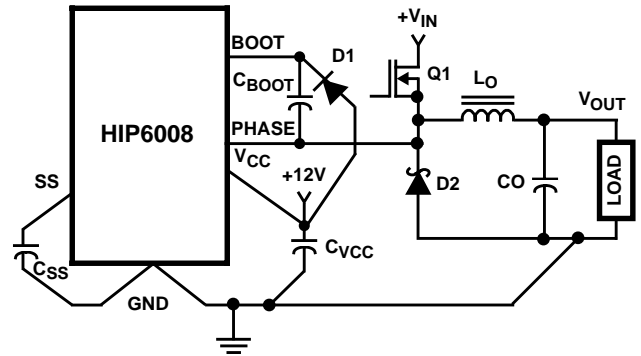 +VIN
BOOT
D1
Q1
LO
CBOOT
VOUT
HIP6008
PHASE
VCC
SS
+12V
D2
CO
LOAD
CSS
CVCC
GND